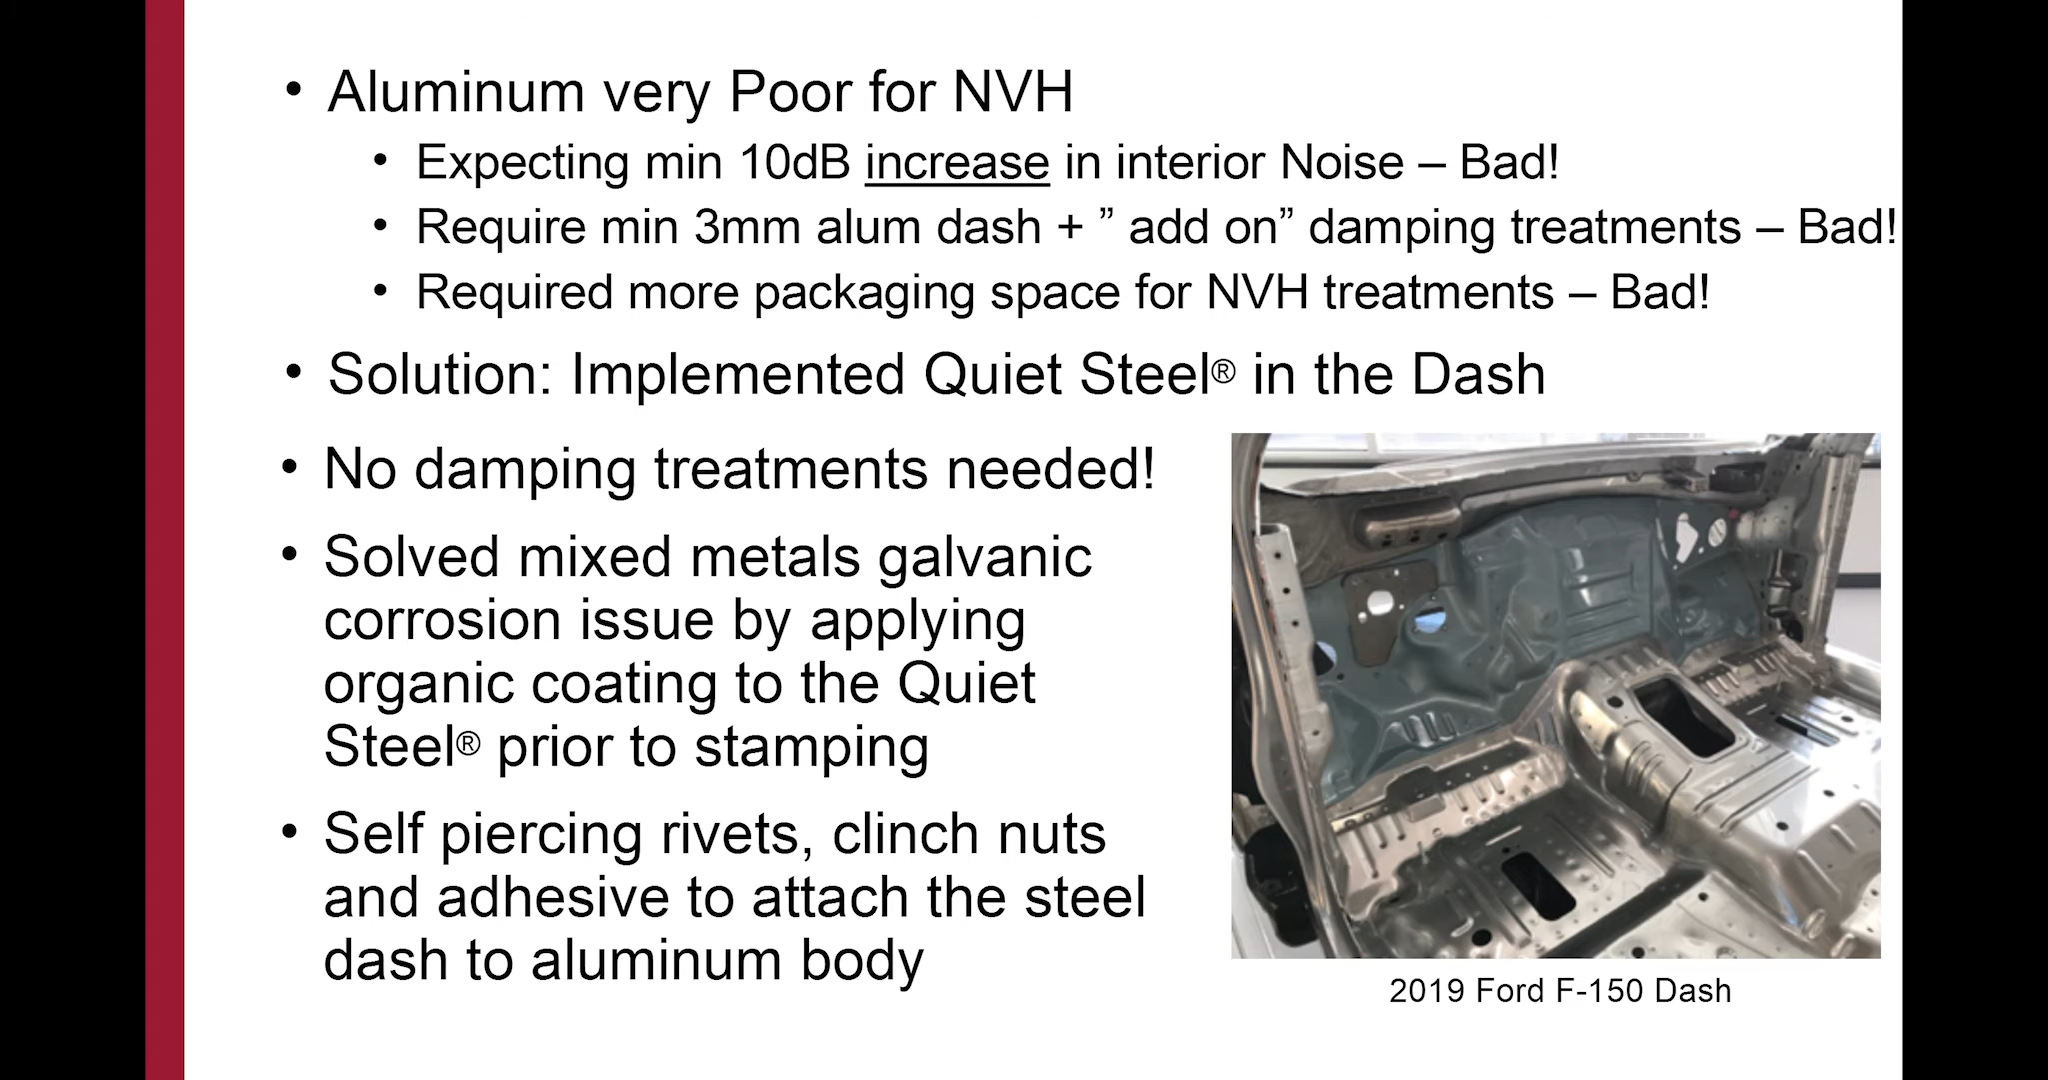 • Aluminum very Poor for NVH
• Expecting min 10dB increase in interior Noise – Bad!
• Require min 3mm alum dash + ” add on” damping treatments – Bad!
• Required more packaging space for NVH treatments – Bad!
• Solution: Implemented Quiet Steel® in the Dash
• No damping treatments needed!
• Solved mixed metals galvanic
corrosion issue by applying
organic coating to the Quiet
Steel® prior to stamping
• Self piercing rivets, clinch nuts
and adhesive to attach the steel
dash to aluminum body
2019 Ford F-150 Dash